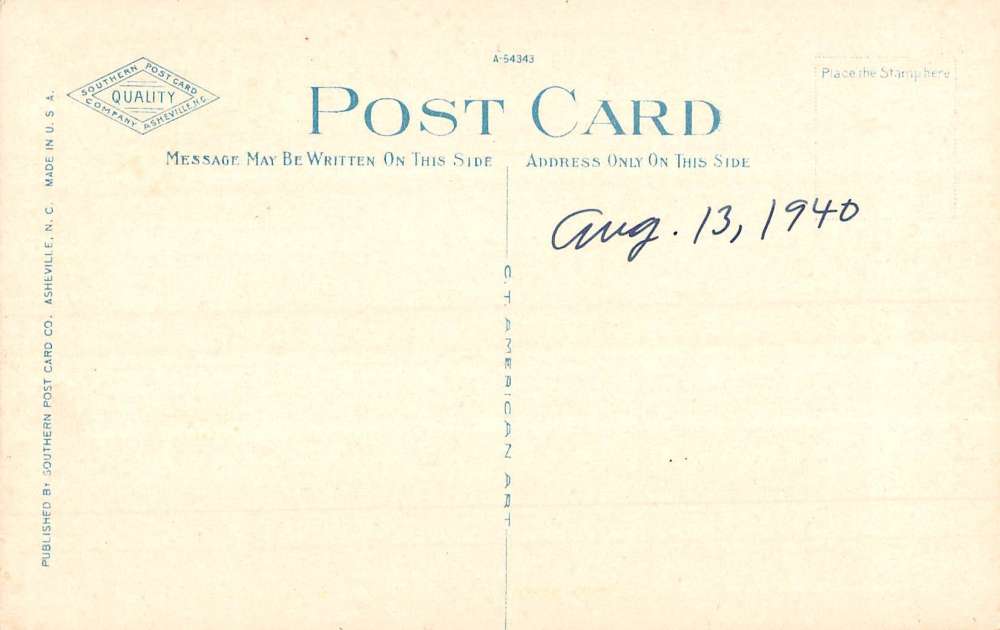 A-54343
SOUTHERN POST CARD
QUALITY
COMPANY ASHEVILLE, N.C.
Place the Stamp here
POST CARD
MESSAGE MAY BE WRITTEN ON THIS SIDE
ADDRESS ONLY ON THIS SIDE
Aug. 13, 1940
C. T. AMERICAN ART
PUBLISHED BY SOUTHERN POST CARD CO. ASHEVILLE, N. C. MADE IN U. S. A.